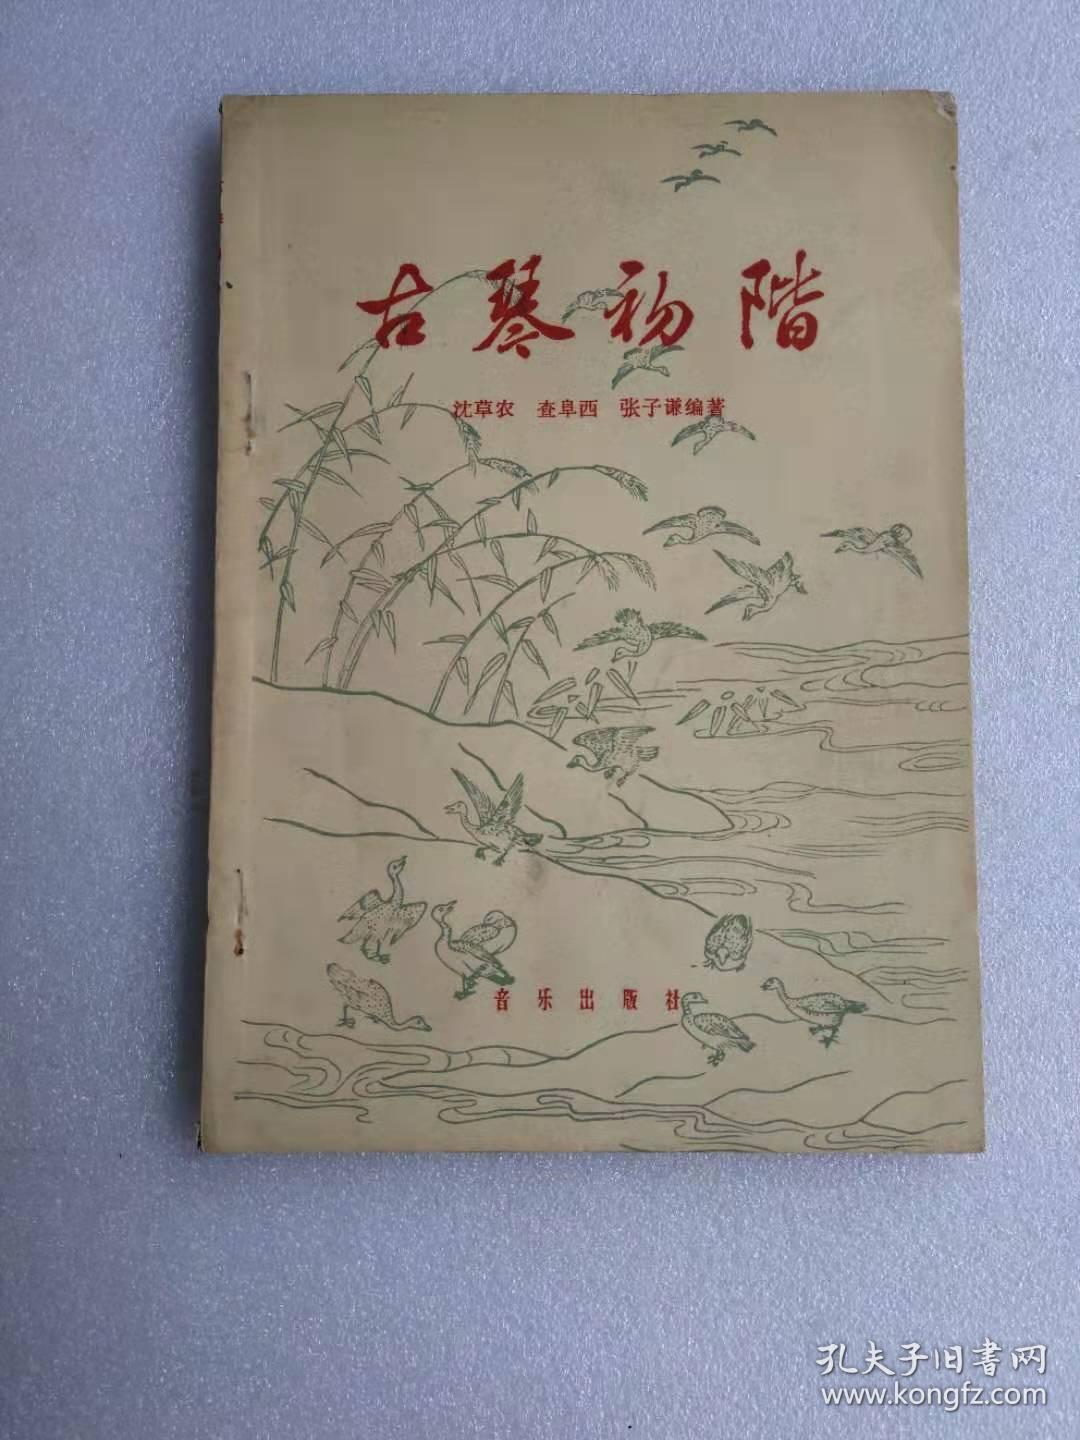 古琴初階
沈草农 查阜西 张子谦编著
音乐出版社
孔夫子旧書网
www.kongfz.com